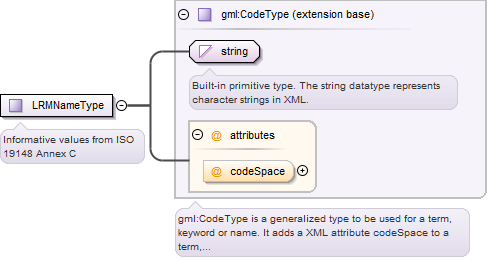 gml:CodeType (extension base)
string
Built-in primitive type. The string datatype represents
character strings in XML.
LRMNameType
Informative values from ISO
19148 Annex C
@ attributes
@ codeSpace
gml:CodeType is a generalized type to be used for a term,
keyword or name. It adds a XML attribute codeSpace to a
term,...